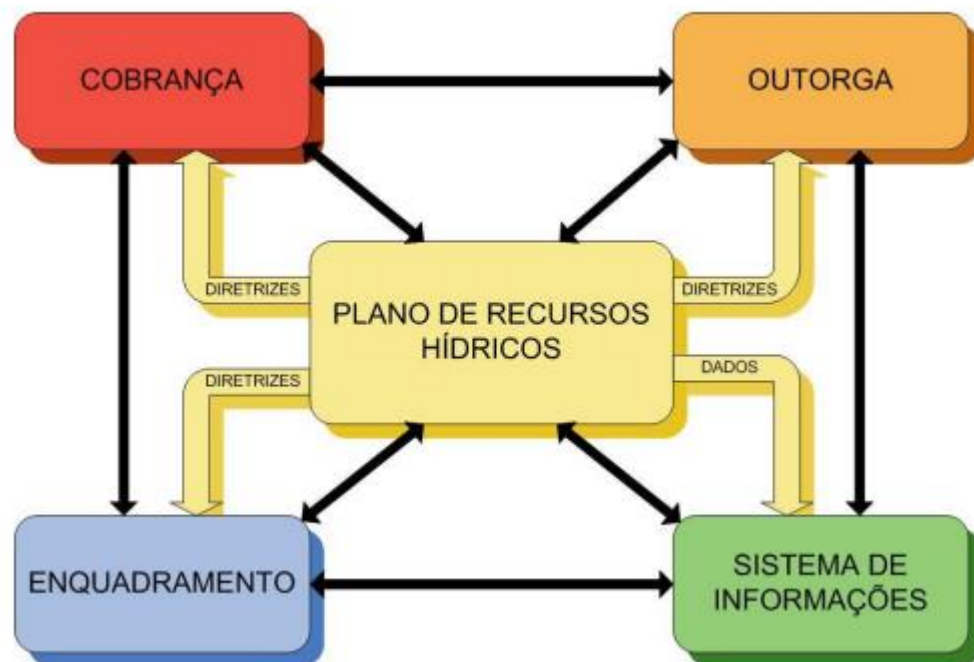 COBRANÇA
OUTORGA
DIRETRIZES
PLANO DE RECURSOS
HÍDRICOS
DIRETRIZES
DIRETRIZES
DADOS
ENQUADRAMENTO
SISTEMA DE
INFORMAÇÕES